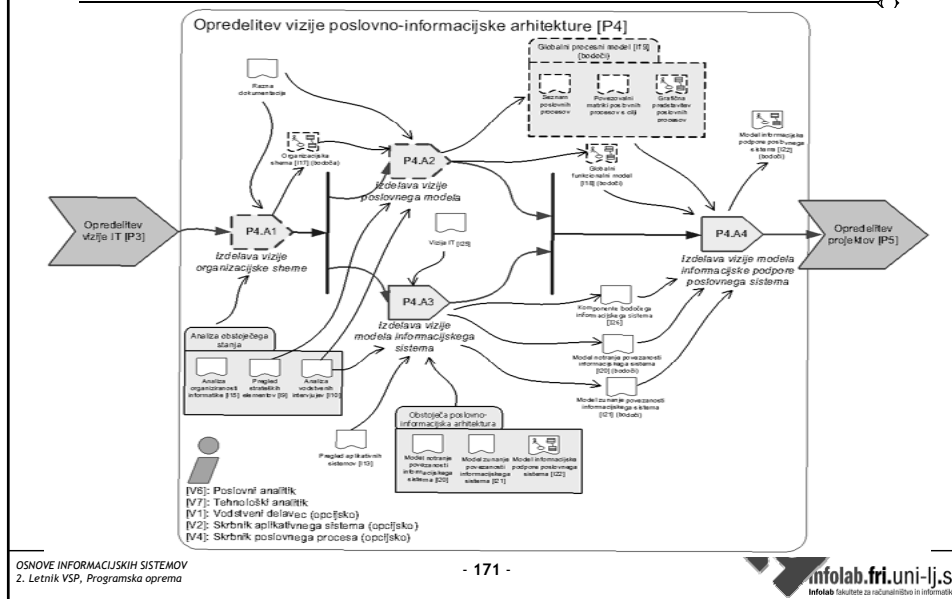 Opredelitev vizije poslovno-informacijske arhitekture [P4]
Globalni procesni model [I19]
(bodoči)
Seznam
poslovnih
procesov
Povezovalni
matriki poslovnih
procesov s cilji
Grafična
predstavitev
poslovnih
procesov
Razna
dokumentacija
Organizacijska
shema [I17] (bodoča)
P4.A2
Izdelava vizije
poslovnega modela
Globalni
funkcionalni model
[I18] (bodoči)
Model informacijske
podpore poslovnega
sistema [I22]
(bodoči)
Opredelitev
vizije IT [P3]
P4.A1
Izdelava vizije
organizacijske sheme
Vizija IT [I25]
P4.A4
Izdelava vizije modela
informacijske podpore
poslovnega sistema
Opredelitev
projektov [P5]
P4.A3
Izdelava vizije
modela informacijskega
sistema
Komponente bodočega
informacijskega sistema
[I26]
Model notranje povezanosti
informacijskega sistema
[I20] (bodoči)
Model zunanje povezanosti
informacijskega sistema
[I21] (bodoči)
Analiza obstoječega
stanja
Analiza
organiziranosti
informatike [I15]
Pregled
strateških
elementov [I9]
Analiza
vodstvenih
intervjujev [I10]
Pregled aplikativnih
sistemov [I13]
Obstoječa poslovno-
informacijska arhitektura
Model notranje
povezanosti
informacijskega
sistema [I20]
Model zunanje
povezanosti
informacijskega
sistema [I21]
Model informacijske
podpore poslovnega
sistema [I22]
[V6]: Poslovni analitik
[V7]: Tehnološki analitik
[V1]: Vodstveni delavec (opcijsko)
[V2]: Skrbnik aplikativnega sistema (opcijsko)
[V4]: Skrbnik poslovnega procesa (opcijsko)
OSNOVE INFORMACIJSKIH SISTEMOV
2. Letnik VSP, Programska oprema
- 171 -
infolab.fri.uni-lj.s
Infolab fakultete za računalništvo in informatik